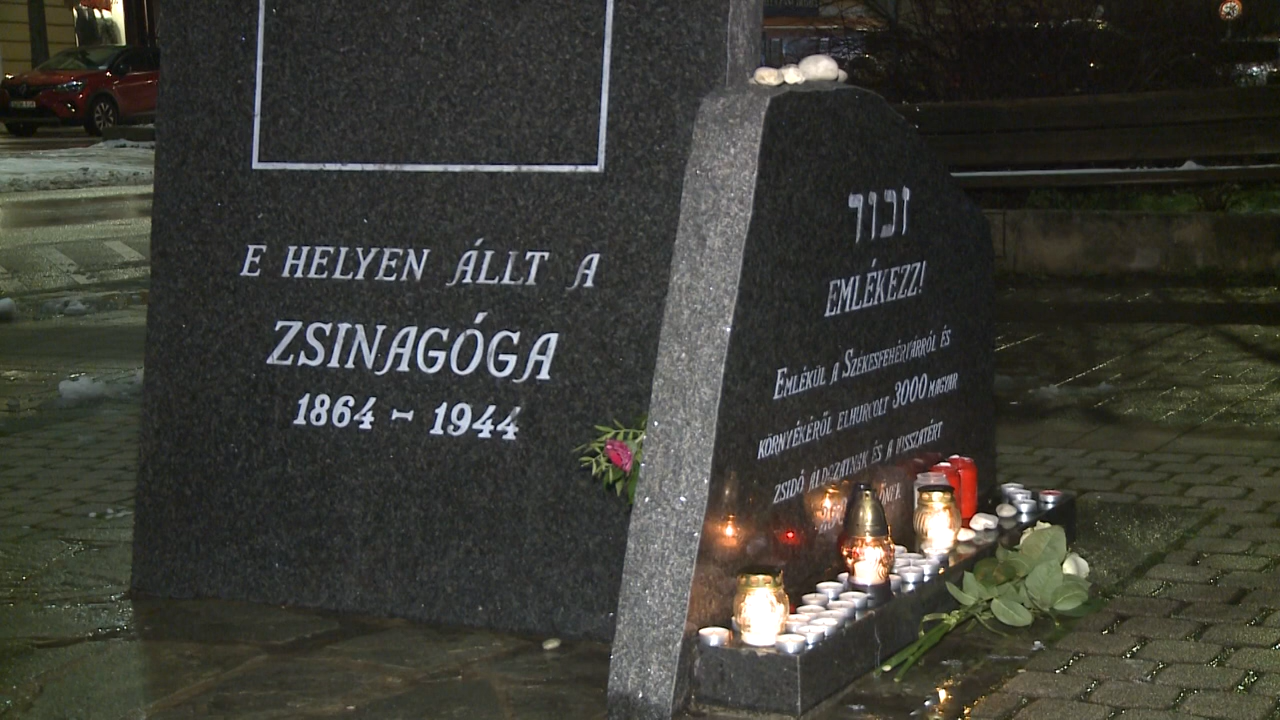 E HELYEN ÁLLT A
ZSINAGÓGA
1864 - 1944
זכור
EMLÉKEZZ!
EMLÉKÜL A SZÉKESFEHÉRVÁRRÓL ÉS
KÖRNYÉKÉRŐL ELHURCOLT 3000 MAGYAR
ZSIDÓ ÁLDOZATNAK ÉS A VISSZATÉRT